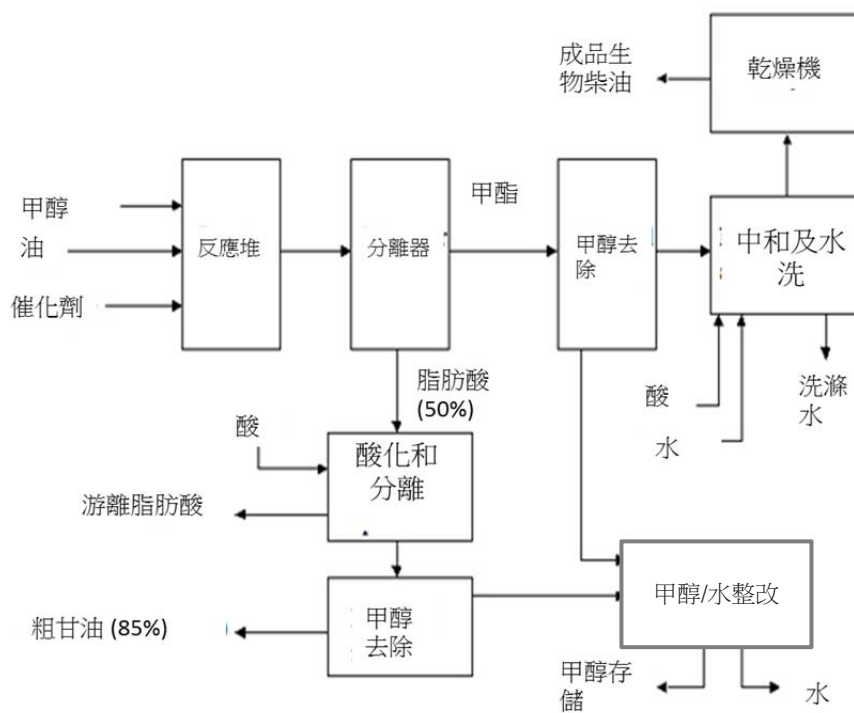 成品生
物柴油
乾燥機
甲醇
油
催化劑
反應堆
分離器
甲酯
甲醇去
除
中和及水
洗
脂肪酸
(50%)
酸
水
洗滌
水
酸
酸化和
分離
游離脂肪酸
甲醇/水整改
粗甘油 (85%)
甲醇
去除
甲醇存
儲
水